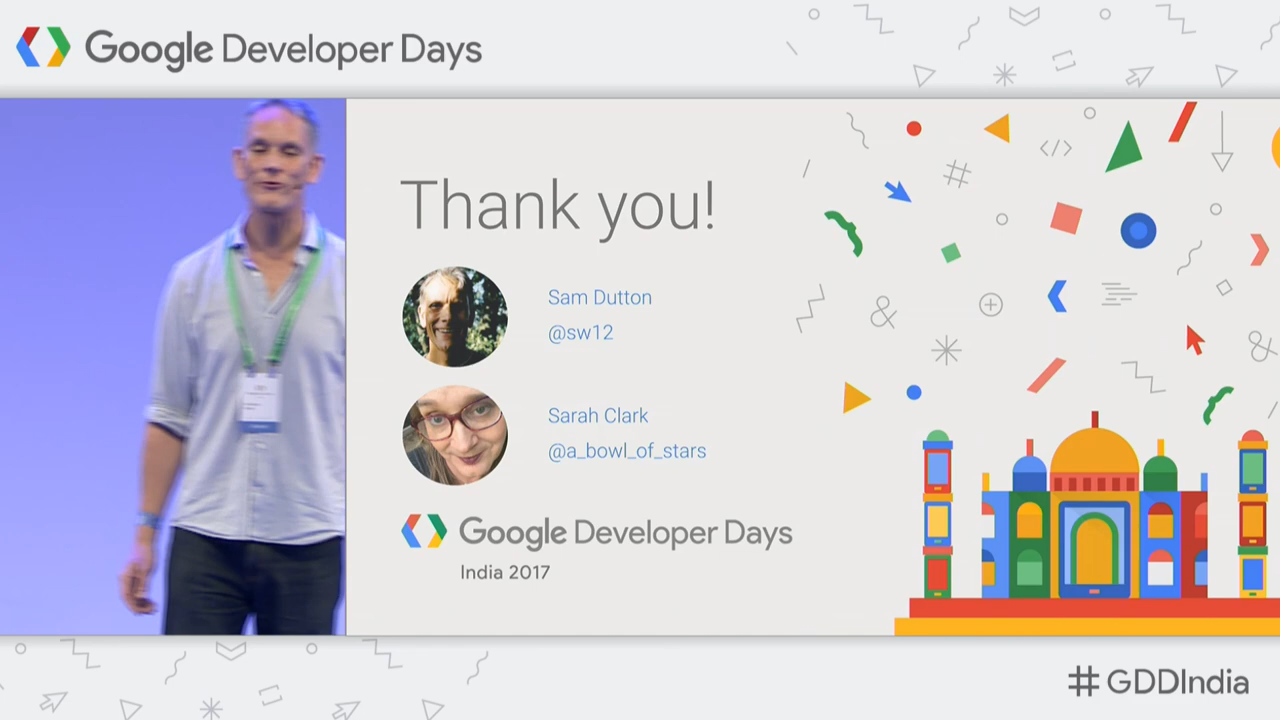 Google Developer Days
Thank you!
Sam Dutton
@sw12
Sarah Clark
@a_bowl_of_stars
Google Developer Days
India 2017
#GDDIndia